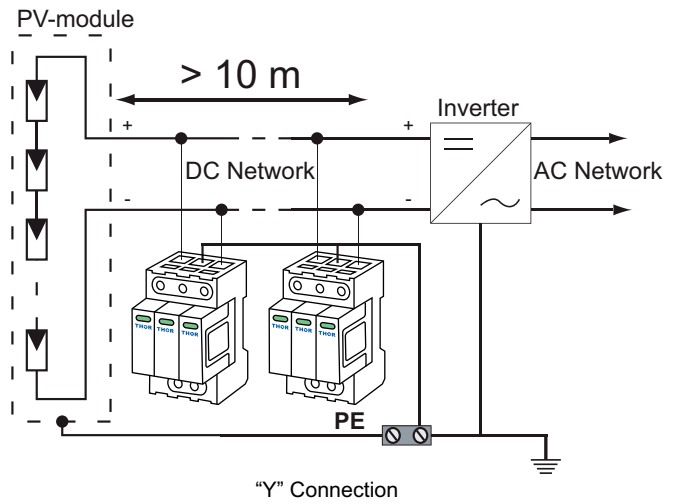 PV-module
> 10 m
Inverter
+ +
DC Network
AC Network
- -
THOR THOR THOR
THOR THOR THOR
PE
“Y” Connection